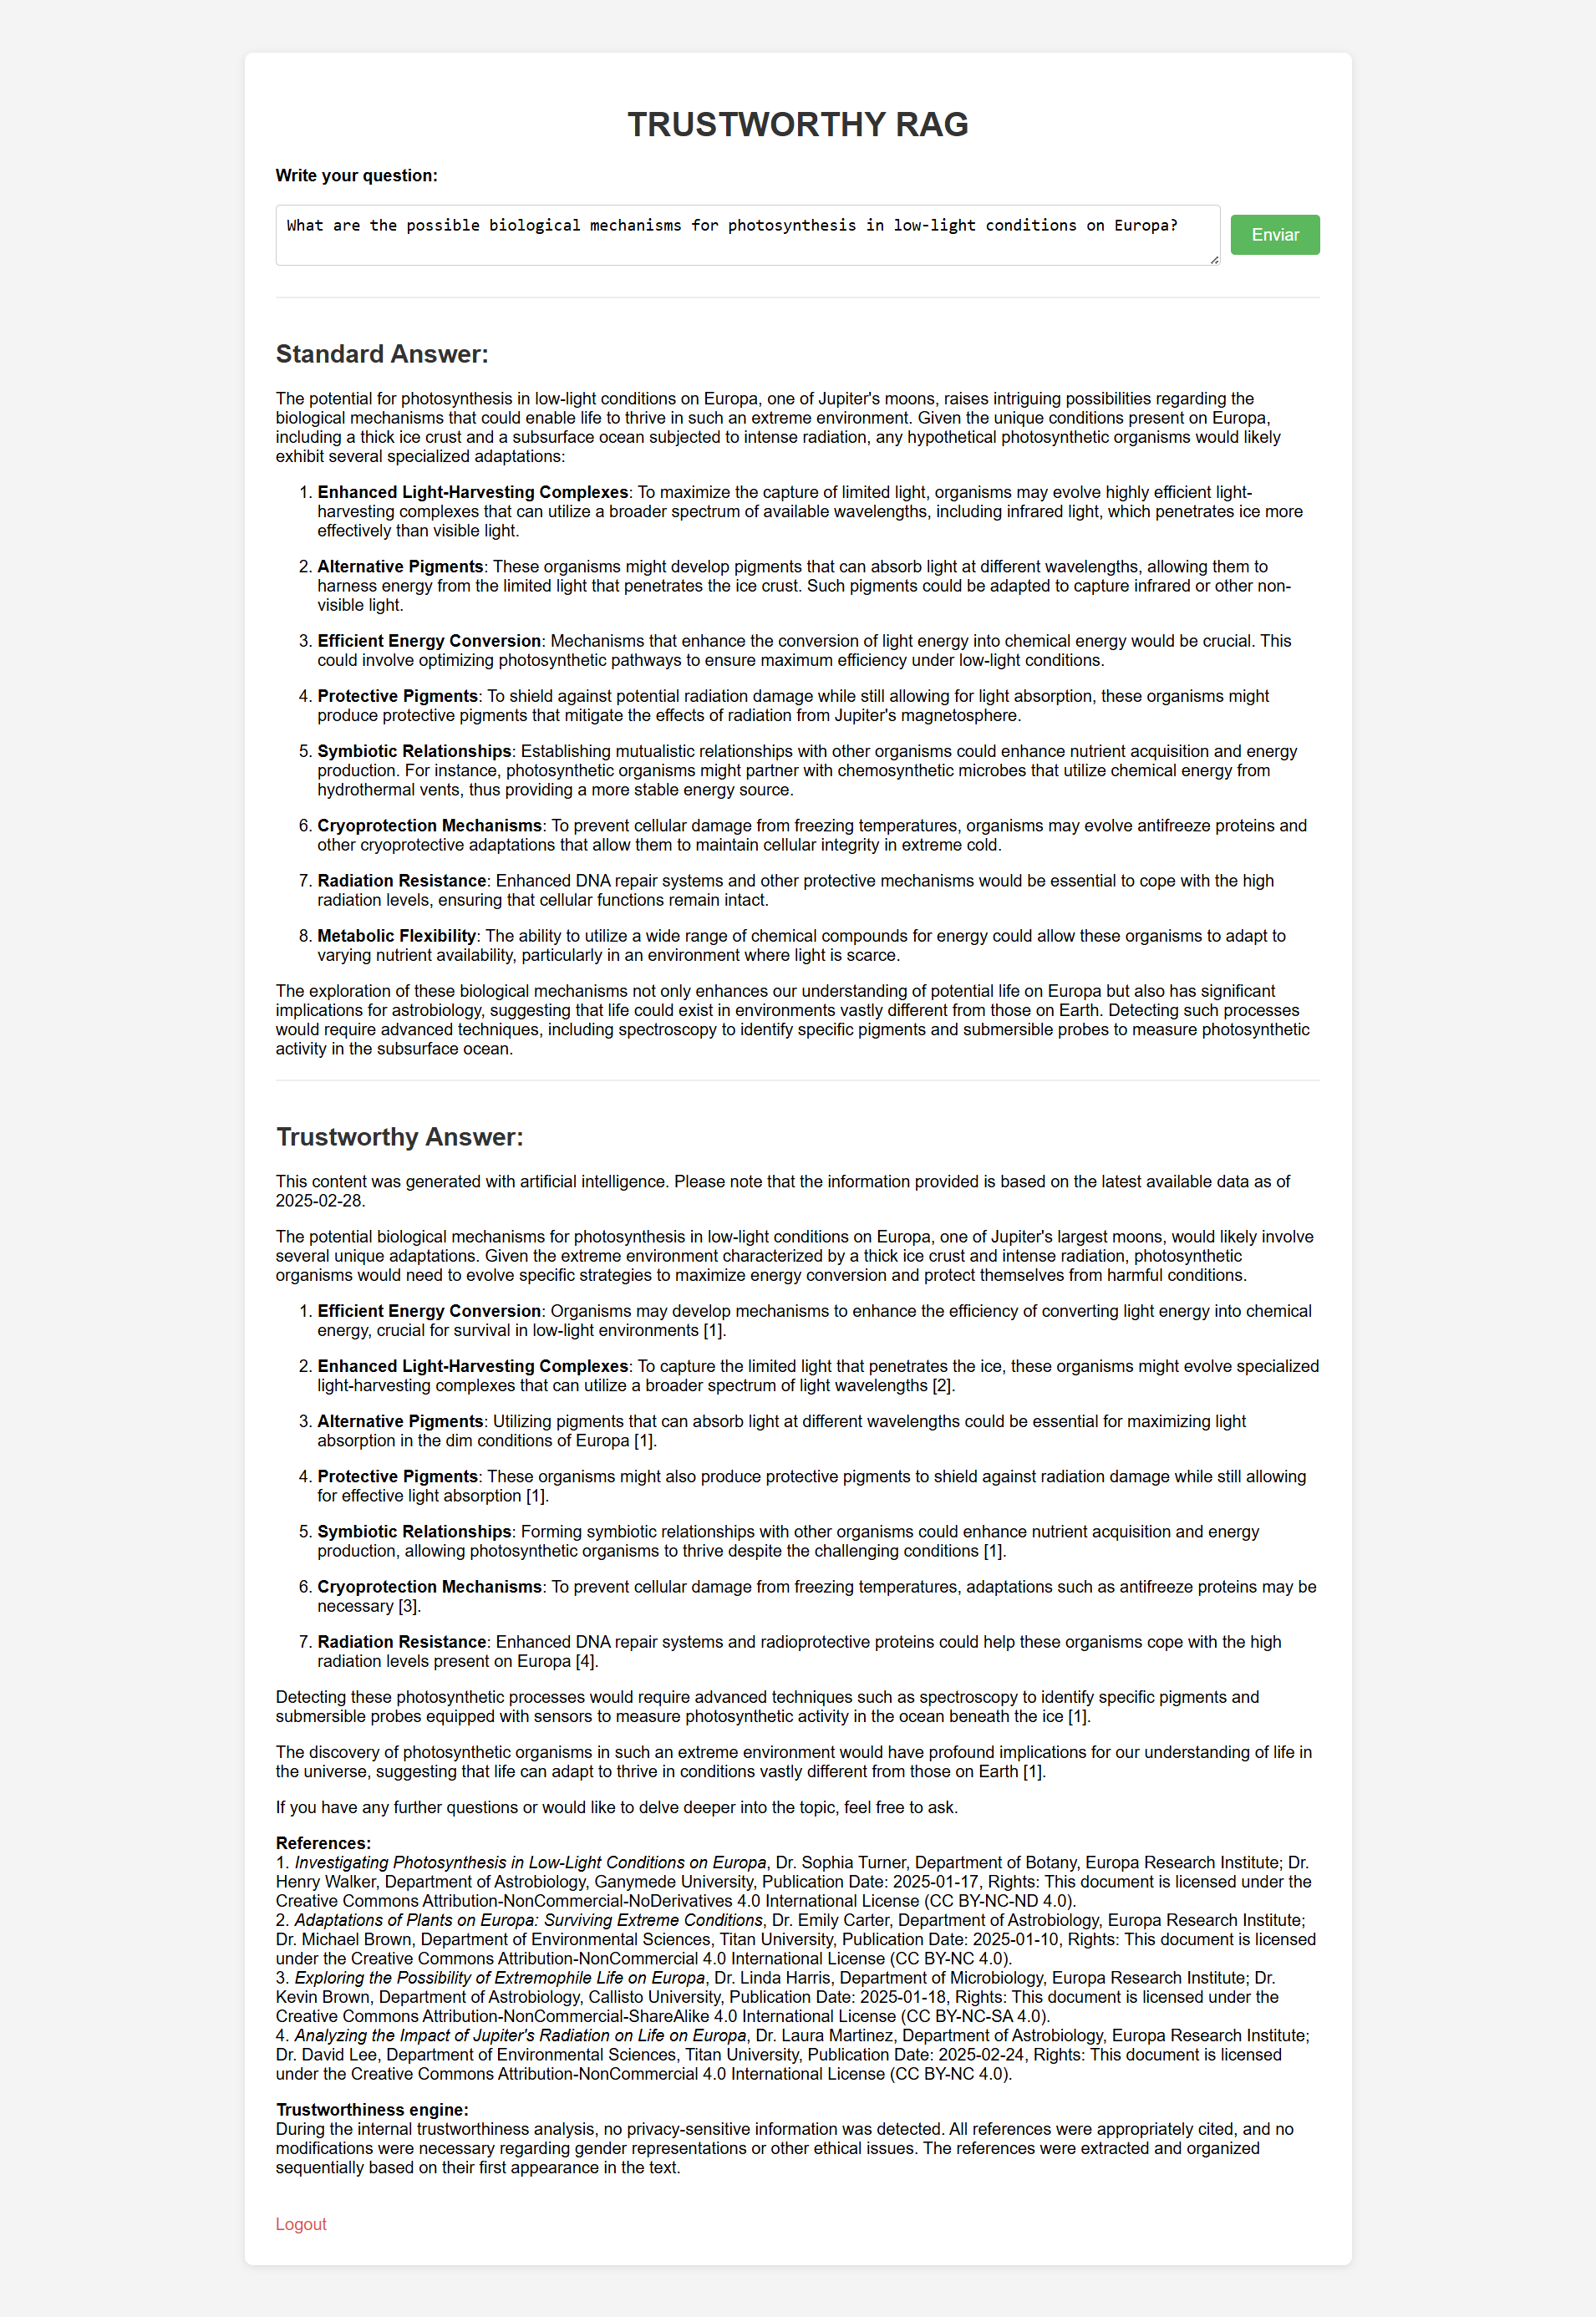 TRUSTWORTHY RAG
Write your question:
What are the possible biological mechanisms for photosynthesis in low-light conditions on Europa?
Enviar
Standard Answer:
The potential for photosynthesis in low-light conditions on Europa, one of Jupiter's moons, raises intriguing possibilities regarding the
biological mechanisms that could enable life to thrive in such an extreme environment. Given the unique conditions present on Europa,
including a thick ice crust and a subsurface ocean subjected to intense radiation, any hypothetical photosynthetic organisms would likely
exhibit several specialized adaptations:
1. Enhanced Light-Harvesting Complexes: To maximize the capture of limited light, organisms may evolve highly efficient light-
harvesting complexes that can utilize a broader spectrum of available wavelengths, including infrared light, which penetrates ice more
effectively than visible light.
2. Alternative Pigments: These organisms might develop pigments that can absorb light at different wavelengths, allowing them to
harness energy from the limited light that penetrates the ice crust. Such pigments could be adapted to capture infrared or other non-
visible light.
3. Efficient Energy Conversion: Mechanisms that enhance the conversion of light energy into chemical energy would be crucial. This
could involve optimizing photosynthetic pathways to ensure maximum efficiency under low-light conditions.
4. Protective Pigments: To shield against potential radiation damage while still allowing for light absorption, these organisms might
produce protective pigments that mitigate the effects of radiation from Jupiter's magnetosphere.
5. Symbiotic Relationships: Establishing mutualistic relationships with other organisms could enhance nutrient acquisition and energy
production. For instance, photosynthetic organisms might partner with chemosynthetic microbes that utilize chemical energy from
hydrothermal vents, thus providing a more stable energy source.
6. Cryoprotection Mechanisms: To prevent cellular damage from freezing temperatures, organisms may evolve antifreeze proteins and
other cryoprotective adaptations that allow them to maintain cellular integrity in extreme cold.
7. Radiation Resistance: Enhanced DNA repair systems and other protective mechanisms would be essential to cope with the high
radiation levels, ensuring that cellular functions remain intact.
8. Metabolic Flexibility: The ability to utilize a wide range of chemical compounds for energy could allow these organisms to adapt to
varying nutrient availability, particularly in an environment where light is scarce.
The exploration of these biological mechanisms not only enhances our understanding of potential life on Europa but also has significant
implications for astrobiology, suggesting that life could exist in environments vastly different from those on Earth. Detecting such processes
would require advanced techniques, including spectroscopy to identify specific pigments and submersible probes to measure photosynthetic
activity in the subsurface ocean.
Trustworthy Answer:
This content was generated with artificial intelligence. Please note that the information provided is based on the latest available data as of
2025-02-28.
The potential biological mechanisms for photosynthesis in low-light conditions on Europa, one of Jupiter's largest moons, would likely involve
several unique adaptations. Given the extreme environment characterized by a thick ice crust and intense radiation, photosynthetic
organisms would need to evolve specific strategies to maximize energy conversion and protect themselves from harmful conditions.
1. Efficient Energy Conversion: Organisms may develop mechanisms to enhance the efficiency of converting light energy into chemical
energy, crucial for survival in low-light environments [1].
2. Enhanced Light-Harvesting Complexes: To capture the limited light that penetrates the ice, these organisms might evolve specialized
light-harvesting complexes that can utilize a broader spectrum of light wavelengths [2].
3. Alternative Pigments: Utilizing pigments that can absorb light at different wavelengths could be essential for maximizing light
absorption in the dim conditions of Europa [1].
4. Protective Pigments: These organisms might also produce protective pigments to shield against radiation damage while still allowing
for effective light absorption [1].
5. Symbiotic Relationships: Forming symbiotic relationships with other organisms could enhance nutrient acquisition and energy
production, allowing photosynthetic organisms to thrive despite the challenging conditions [1].
6. Cryoprotection Mechanisms: To prevent cellular damage from freezing temperatures, adaptations such as antifreeze proteins may be
necessary [3].
7. Radiation Resistance: Enhanced DNA repair systems and radioprotective proteins could help these organisms cope with the high
radiation levels present on Europa [4].
Detecting these photosynthetic processes would require advanced techniques such as spectroscopy to identify specific pigments and
submersible probes equipped with sensors to measure photosynthetic activity in the ocean beneath the ice [1].
The discovery of photosynthetic organisms in such an extreme environment would have profound implications for our understanding of life in
the universe, suggesting that life can adapt to thrive in conditions vastly different from those on Earth [1].
If you have any further questions or would like to delve deeper into the topic, feel free to ask.
References:
1. Investigating Photosynthesis in Low-Light Conditions on Europa, Dr. Sophia Turner, Department of Botany, Europa Research Institute; Dr.
Henry Walker, Department of Astrobiology, Ganymede University, Publication Date: 2025-01-17, Rights: This document is licensed under the
Creative Commons Attribution-NonCommercial-NoDerivatives 4.0 International License (CC BY-NC-ND 4.0).
2. Adaptations of Plants on Europa: Surviving Extreme Conditions, Dr. Emily Carter, Department of Astrobiology, Europa Research Institute;
Dr. Michael Brown, Department of Environmental Sciences, Titan University, Publication Date: 2025-01-10, Rights: This document is licensed
under the Creative Commons Attribution-NonCommercial 4.0 International License (CC BY-NC 4.0).
3. Exploring the Possibility of Extremophile Life on Europa, Dr. Linda Harris, Department of Microbiology, Europa Research Institute; Dr.
Kevin Brown, Department of Astrobiology, Callisto University, Publication Date: 2025-01-18, Rights: This document is licensed under the
Creative Commons Attribution-NonCommercial-ShareAlike 4.0 International License (CC BY-NC-SA 4.0).
4. Analyzing the Impact of Jupiter's Radiation on Life on Europa, Dr. Laura Martinez, Department of Astrobiology, Europa Research Institute;
Dr. David Lee, Department of Environmental Sciences, Titan University, Publication Date: 2025-02-24, Rights: This document is licensed
under the Creative Commons Attribution-NonCommercial 4.0 International License (CC BY-NC 4.0).
Trustworthiness engine:
During the internal trustworthiness analysis, no privacy-sensitive information was detected. All references were appropriately cited, and no
modifications were necessary regarding gender representations or other ethical issues. The references were extracted and organized
sequentially based on their first appearance in the text.
Logout